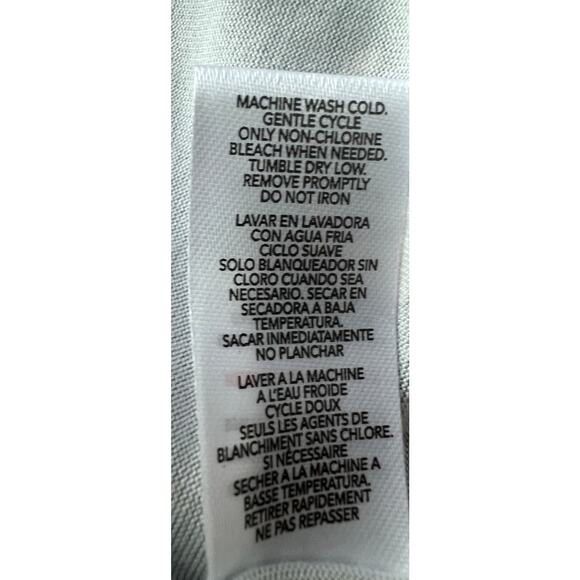 MACHINE WASH COLD.
GENTLE CYCLE
ONLY NON-CHLORINE
BLEACH WHEN NEEDED.
TUMBLE DRY LOW.
REMOVE PROMPTLY
DO NOT IRON
LAVAR EN LAVADORA
CON AGUA FRIA
CICLO SUAVE
SOLO BLANQUEADOR SIN
CLORO CUANDO SEA
NECESARIO. SECAR EN
SECADORA A BAJA
TEMPERATURA.
SACAR INMEDIATAMENTE
NO PLANCHAR
LAVER A LA MACHINE
A L'EAU FROIDE
CYCLE DOUX
SEULS LES AGENTS DE
BLANCHIMENT SANS CHLORE.
SI NÉCESSAIRE
SECHER A LA MACHINE A
BASSE TEMPERATURE.
RETIRER RAPIDEMENT
NE PAS REPASSER